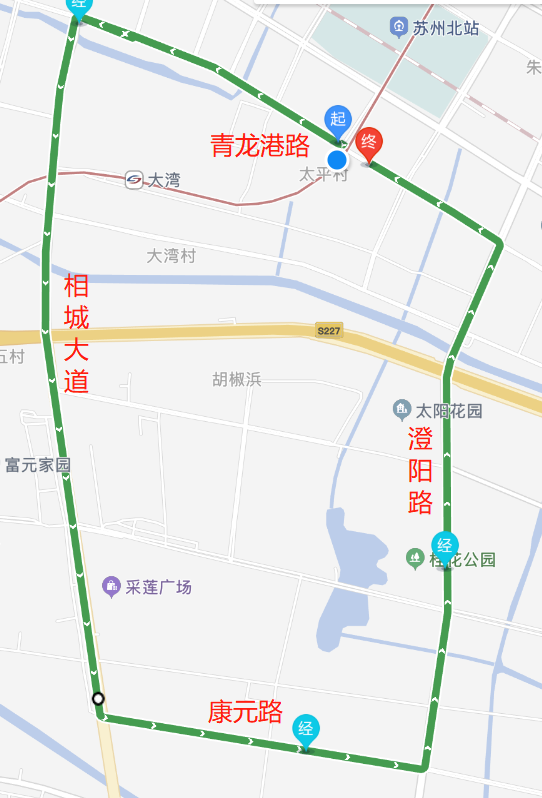 经
苏州北站
朱
起
青龙港路
终
太平村
大湾
大湾村
相城大道
S227
五村
胡椒浜
太阳花园
澄阳路
富元家园
经
桂花公园
采莲广场
康元路
经